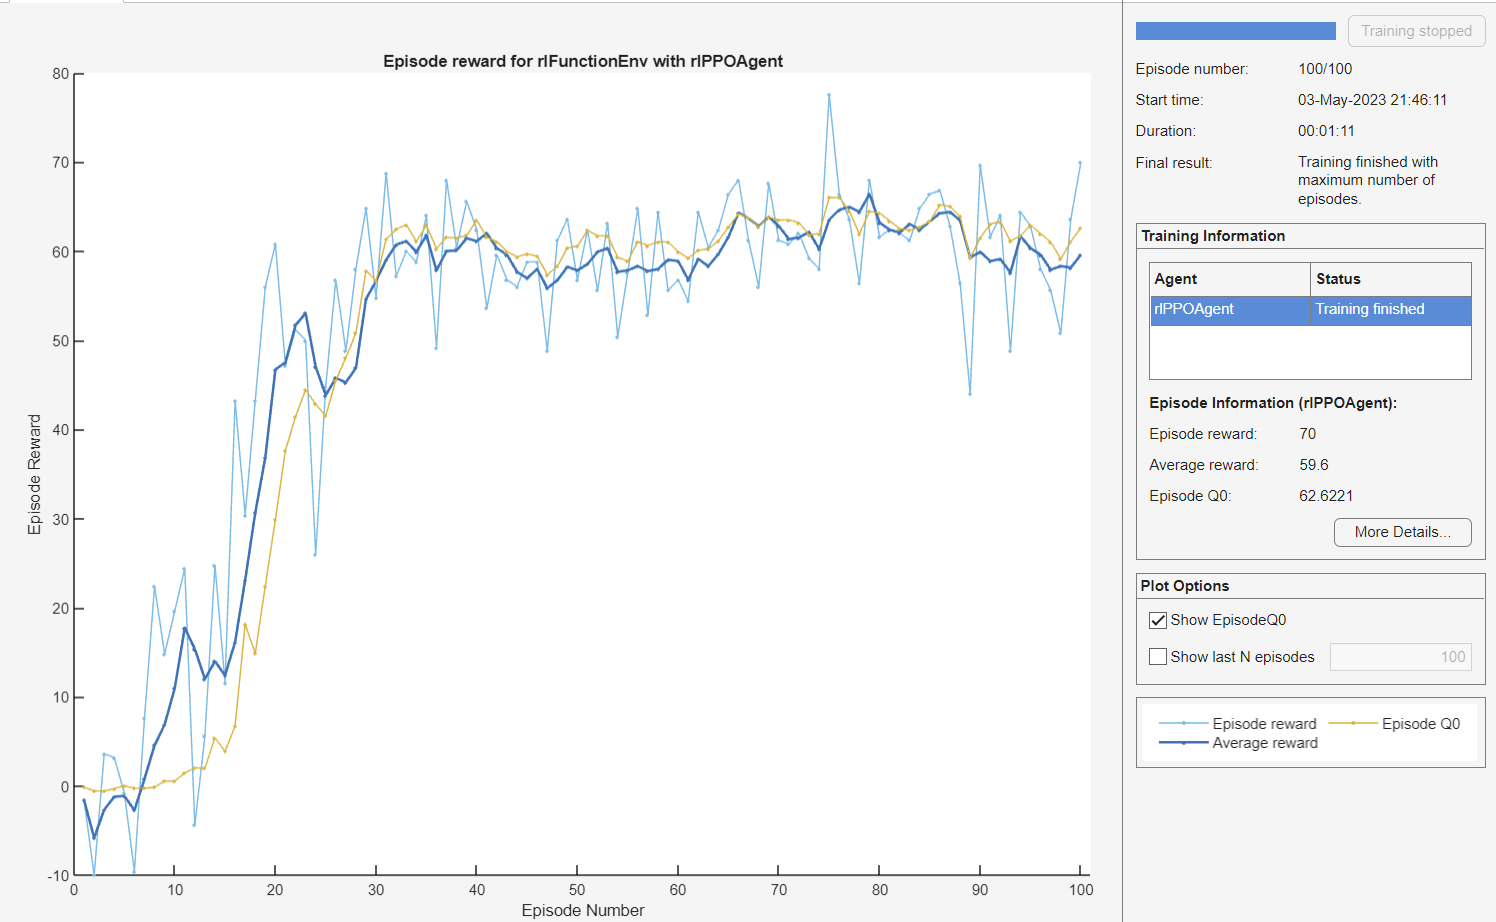 Episode reward for rlFunctionEnv with rlPPOAgent
80
70
60
50
40
30
20
10
0
-10
Episode Reward
0 10 20 30 40 50 60 70 80 90 100
Episode Number
Training stopped
Episode number: 100/100
Start time: 03-May-2023 21:46:11
Duration: 00:01:11
Final result: Training finished with
maximum number of
episodes.
Training Information
Agent Status
rlPPOAgent Training finished
Episode Information (rlPPOAgent):
Episode reward: 70
Average reward: 59.6
Episode Q0: 62.6221
More Details...
Plot Options
Show EpisodeQ0
Show last N episodes 100
Episode reward Episode Q0
Average reward